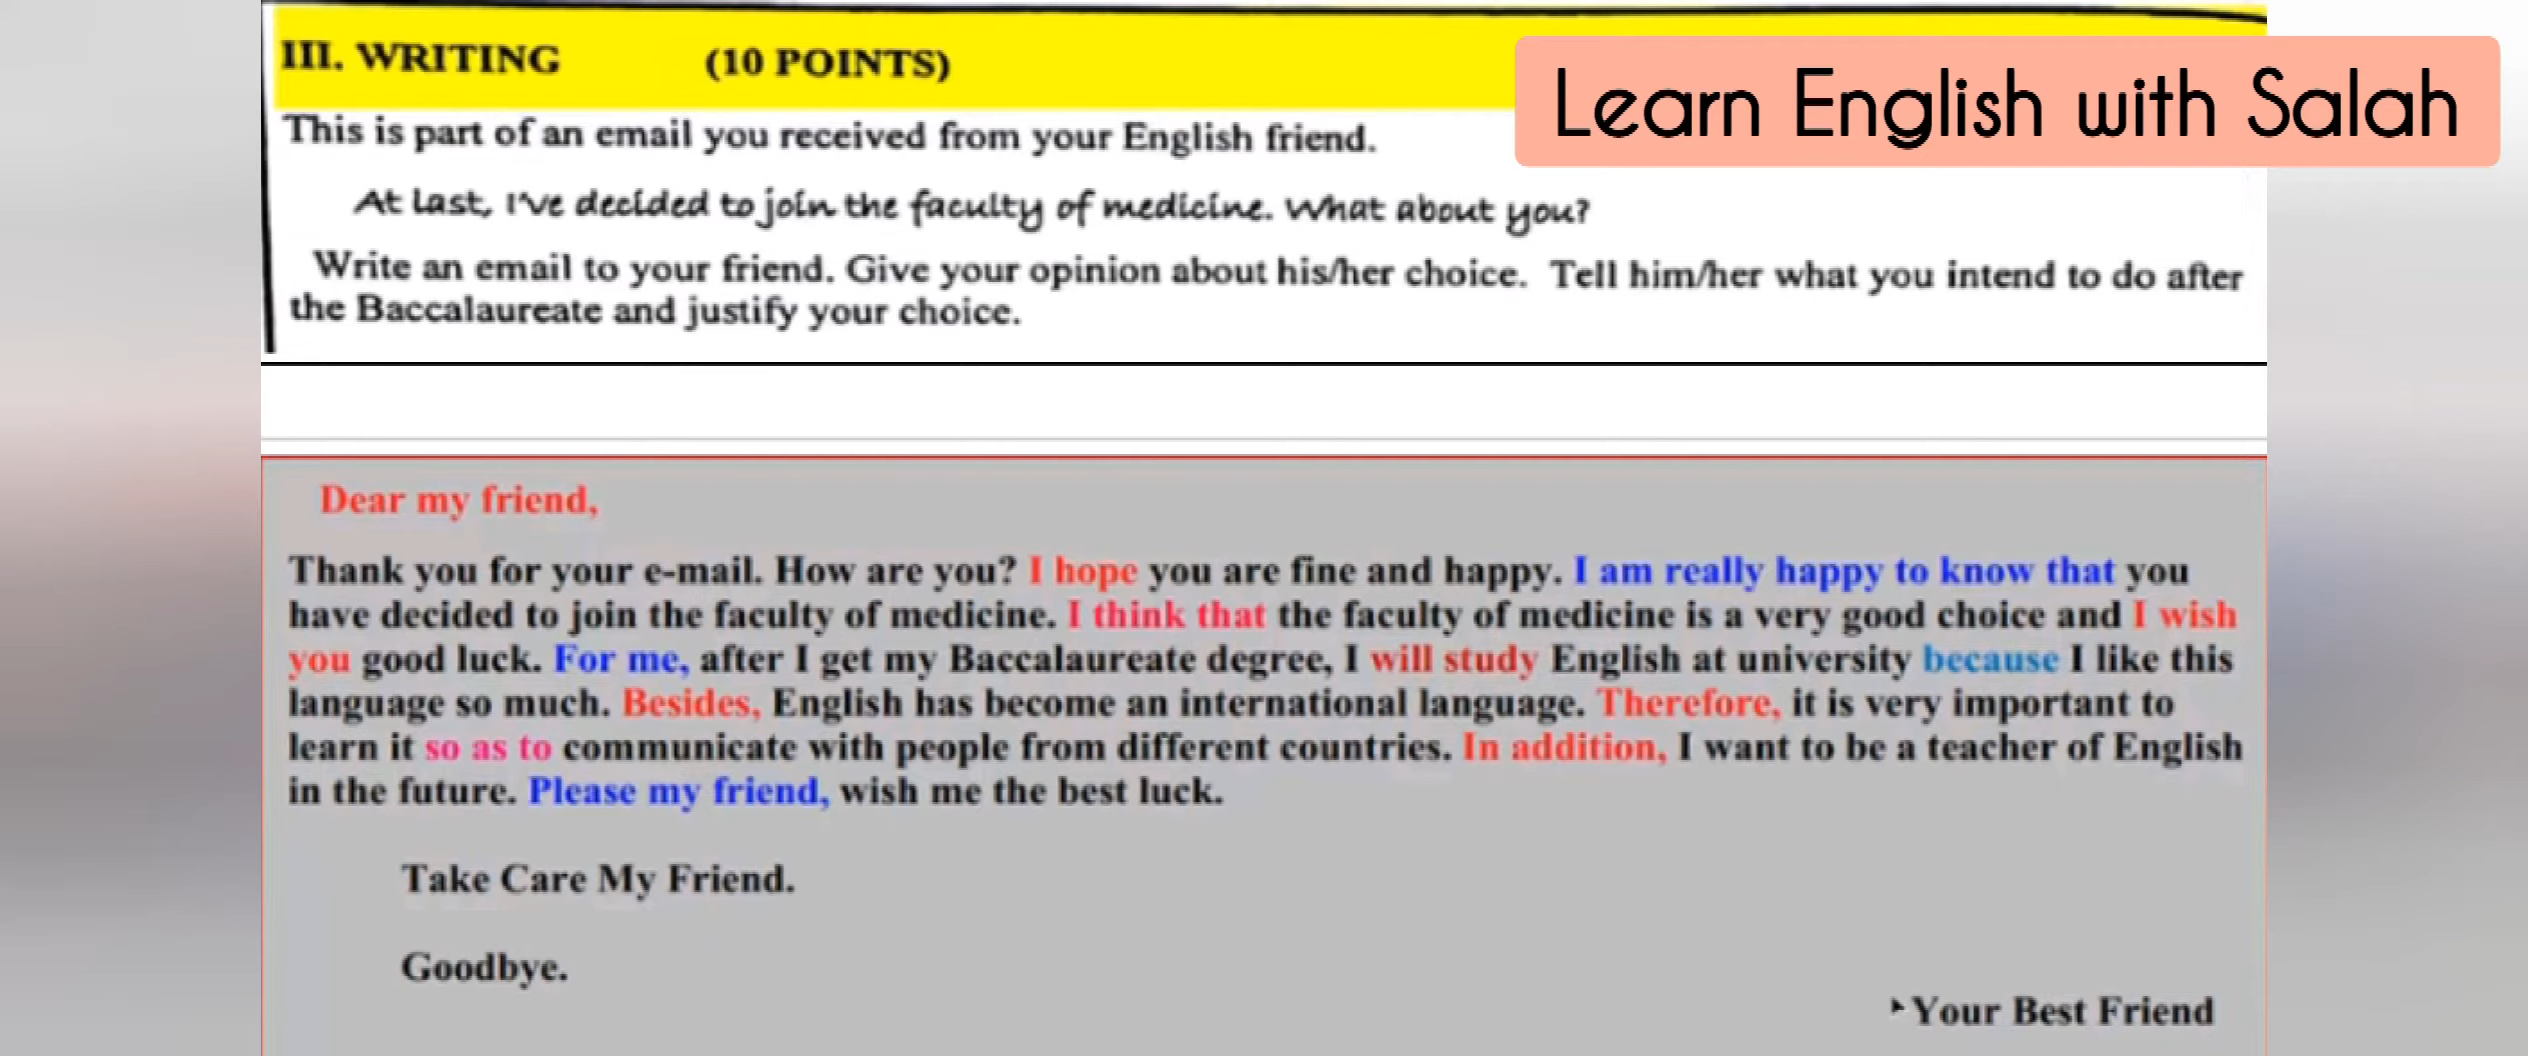 III. WRITING (10 POINTS)
Learn English with Salah
This is part of an email you received from your English friend.
At last, I've decided to join the faculty of medicine. What about you?
Write an email to your friend. Give your opinion about his/her choice. Tell him/her what you intend to do after
the Baccalaureate and justify your choice.
Dear my friend,
Thank you for your e-mail. How are you? I hope you are fine and happy. I am really happy to know that you
have decided to join the faculty of medicine. I think that the faculty of medicine is a very good choice and I wish
you good luck. For me, after I get my Baccalaureate degree, I will study English at university because I like this
language so much. Besides, English has become an international language. Therefore, it is very important to
learn it so as to communicate with people from different countries. In addition, I want to be a teacher of English
in the future. Please my friend, wish me the best luck.
Take Care My Friend.
Goodbye.
Your Best Friend